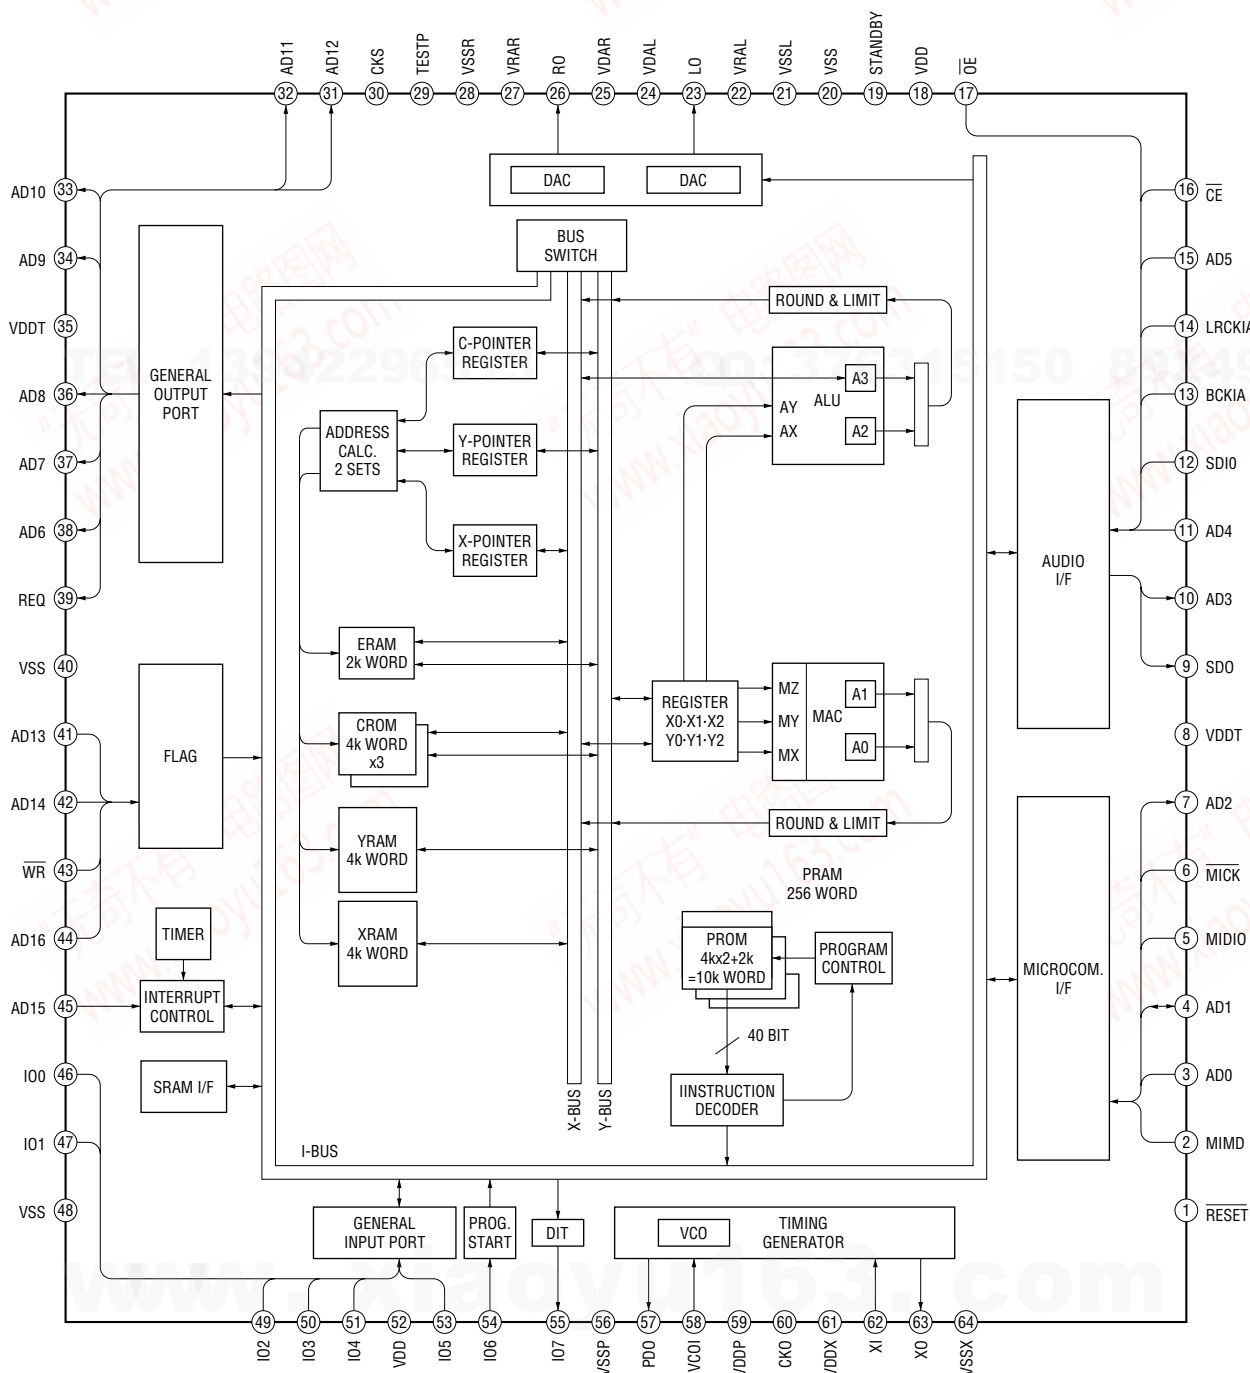 AD11
AD12
CKS
TESTP
VSSR
VRAR
RO
VDAR
VDAL
LO
VRAL
VSSL
VSS
STANDBY
VDD
OE
32 31 30 29 28 27 26 25 24 23 22 21 20 19 18 17
DAC DAC
AD10 33
16 CE
BUS
SWITCH
AD9 34
15 AD5
VDDT 35
ROUND & LIMIT
14 LRCKIA
C-POINTER
REGISTER
GENERAL
OUTPUT
PORT
AD8 36
A3
ALU
AY
AX
A2
13 BCKIA
ADDRESS
CALC.
2 SETS
Y-POINTER
REGISTER
AD7 37
12 SDI0
AD6 38
X-POINTER
REGISTER
11 AD4
AUDIO
I/F
REQ 39
10 AD3
ERAM
2k WORD
VSS 40
9 SDO
REGISTER
X0·X1·X2
Y0·Y1·Y2
MZ
MY
MX
MAC
A1
A0
AD13 41
CROM
4k WORD
x3
8 VDDT
FLAG
AD14 42
7 AD2
YRAM
4k WORD
ROUND & LIMIT
WR 43
6 MICK
PRAM
256 WORD
XRAM
4k WORD
AD16 44
TIMER
PROM
4kx2+2k
=10k WORD
PROGRAM
CONTROL
5 MIDIO
MICROCOM.
I/F
AD15 45
INTERRUPT
CONTROL
4 AD1
40 BIT
IO0 46
SRAM I/F
IINSTRUCTION
DECODER
3 AD0
X-BUS
Y-BUS
IO1 47
I-BUS
2 MIMD
VSS 48
1 RESET
GENERAL
INPUT PORT
PROG.
START
DIT
VCO
TIMING
GENERATOR
49 50 51 52 53 54 55 56 57 58 59 60 61 62 63 64
IO2
IO3
IO4
VDD
IO5
IO6
IO7
VSSP
PDO
VCOI
VDDP
CKO
VDDX
XI
XO
VSSX
www.xiaoyu163.com